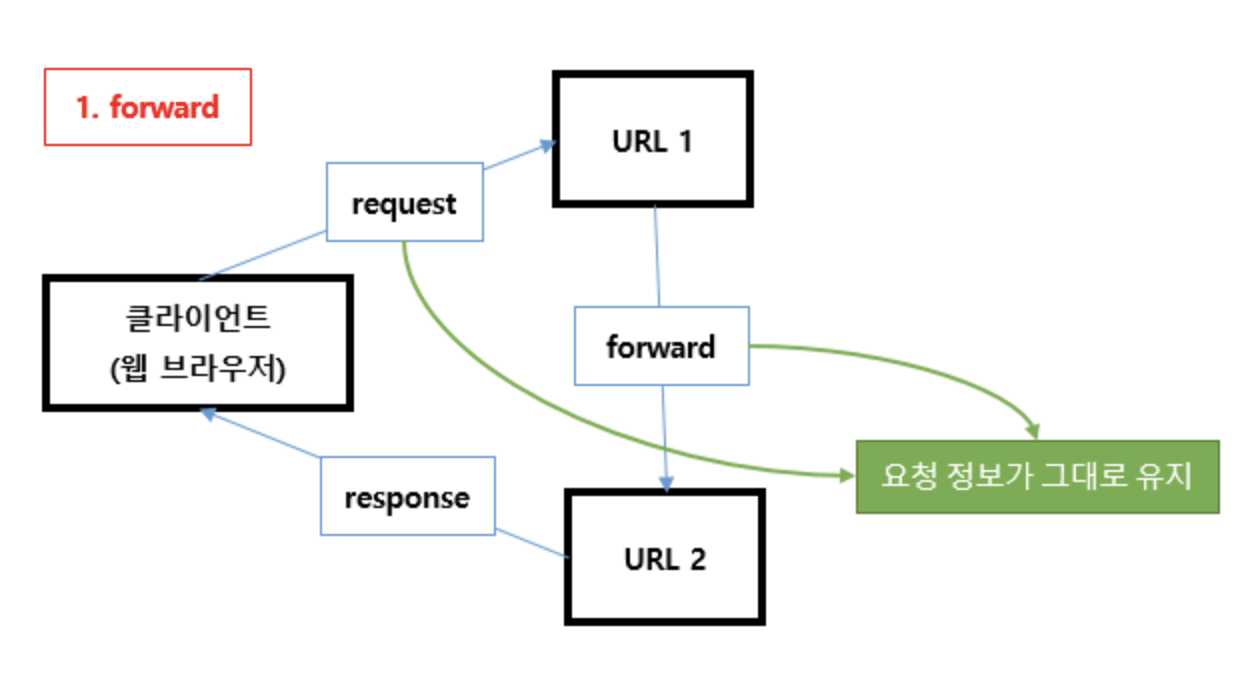 1. forward
URL 1
request
클라이언트
(웹 브라우저)
forward
요청 정보가 그대로 유지
response
URL 2